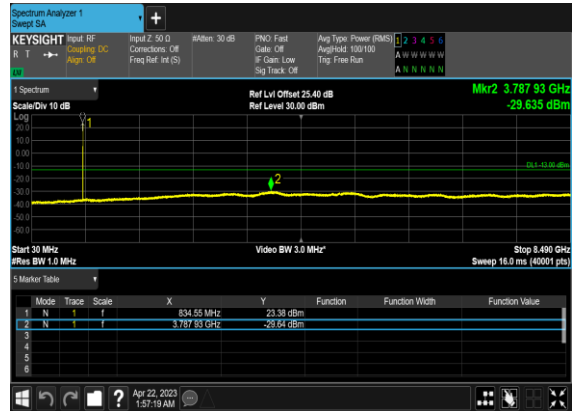 Spectrum Analyzer 1
Swept SA
KEYSIGHT Input: RF Input Z: 50 Ω #Atten: 30 dB PNO: Fast Avg Type: Power (RMS) 1 2 3 4 5 6
R T Coupling: DC Corrections: Off Gate: Off Avg|Hold: 100/100 A W W W W W
Align: Off Freq Ref: Int (S) IF Gain: Low Trig: Free Run
Sig Track: Off A N N N N N
1 Spectrum Ref Lvl Offset 25.40 dB Mkr2 3.787 93 GHz
Scale/Div 10 dB Ref Level 30.00 dBm -29.635 dBm
Log
20.0
10.0
0.00
-10.0
-20.0
-30.0
-40.0
-50.0
-60.0
1
2
DL1 -13.00 dBm
Start 30 MHz Video BW 3.0 MHz* Stop 8.490 GHz
#Res BW 1.0 MHz Sweep 16.0 ms (40001 pts)
5 Marker Table
Mode Trace Scale X Y Function Function Width Function Value
1 N 1 f 834.55 MHz 23.38 dBm
2 N 1 f 3.787 93 GHz -29.64 dBm
3
4
5
6
? Apr 22, 2023
1:57:19 AM